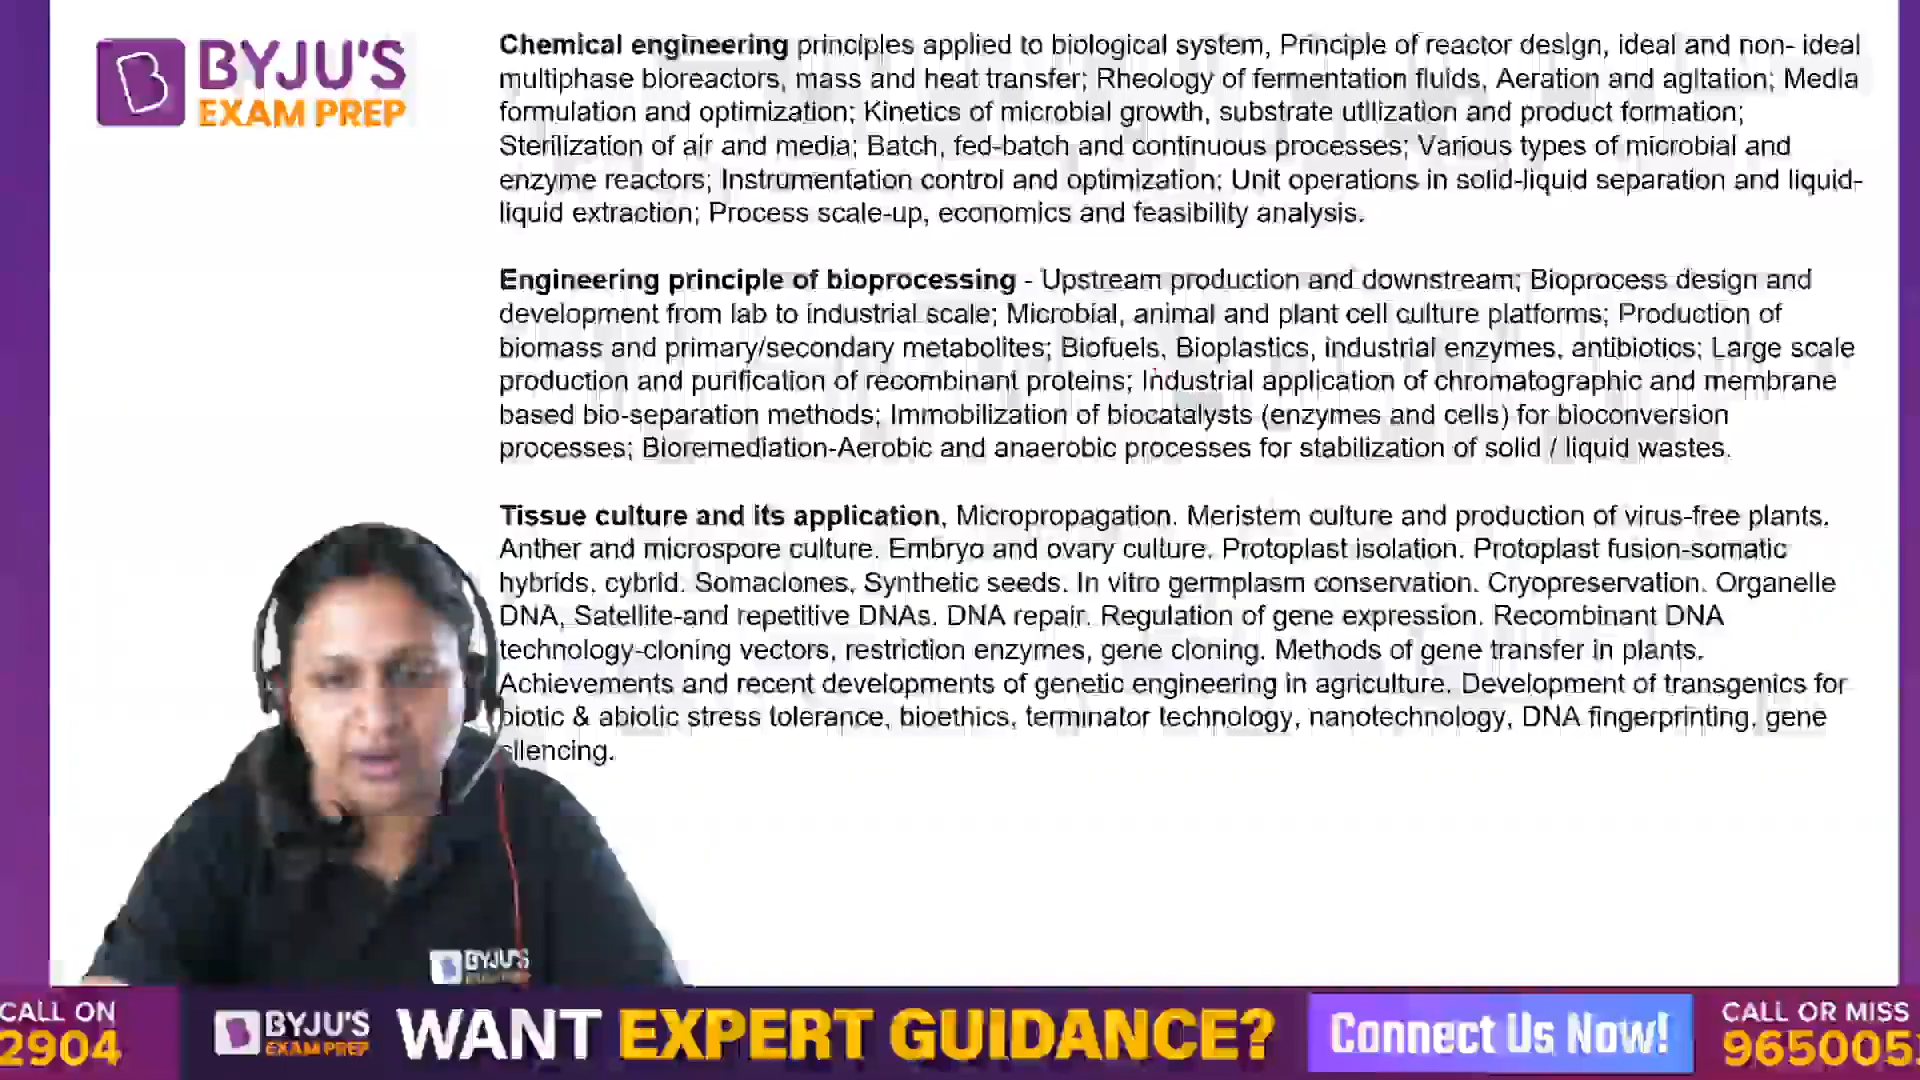 BYJU'S
EXAM PREP
Chemical engineering principles applied to biological system, Principle of reactor design, ideal and non- ideal
multiphase bioreactors, mass and heat transfer; Rheology of fermentation fluids, Aeration and agitation; Media
formulation and optimization; Kinetics of microbial growth, substrate utilization and product formation;
Sterilization of air and media; Batch, fed-batch and continuous processes; Various types of microbial and
enzyme reactors; Instrumentation control and optimization; Unit operations in solid-liquid separation and liquid-
liquid extraction; Process scale-up, economics and feasibility analysis.
Engineering principle of bioprocessing - Upstream production and downstream; Bioprocess design and
development from lab to industrial scale; Microbial, animal and plant cell culture platforms; Production of
biomass and primary/secondary metabolites; Biofuels, Bioplastics, industrial enzymes, antibiotics; Large scale
production and purification of recombinant proteins; Industrial application of chromatographic and membrane
based bio-separation methods; Immobilization of biocatalysts (enzymes and cells) for bioconversion
processes; Bioremediation-Aerobic and anaerobic processes for stabilization of solid / liquid wastes.
Tissue culture and its application, Micropropagation. Meristem culture and production of virus-free plants.
Anther and microspore culture. Embryo and ovary culture. Protoplast isolation. Protoplast fusion-somatic
hybrids, cybrid. Somaclones, Synthetic seeds. In vitro germplasm conservation. Cryopreservation. Organelle
DNA, Satellite-and repetitive DNAs. DNA repair. Regulation of gene expression. Recombinant DNA
technology-cloning vectors, restriction enzymes, gene cloning. Methods of gene transfer in plants.
Achievements and recent developments of genetic engineering in agriculture. Development of transgenics for
biotic & abiotic stress tolerance, bioethics, terminator technology, nanotechnology, DNA fingerprinting, gene
silencing.
BYJU'S
CALL ON
2904
BYJU'S
EXAM PREP
WANT EXPERT GUIDANCE?
Connect Us Now!
CALL OR MISS
965005